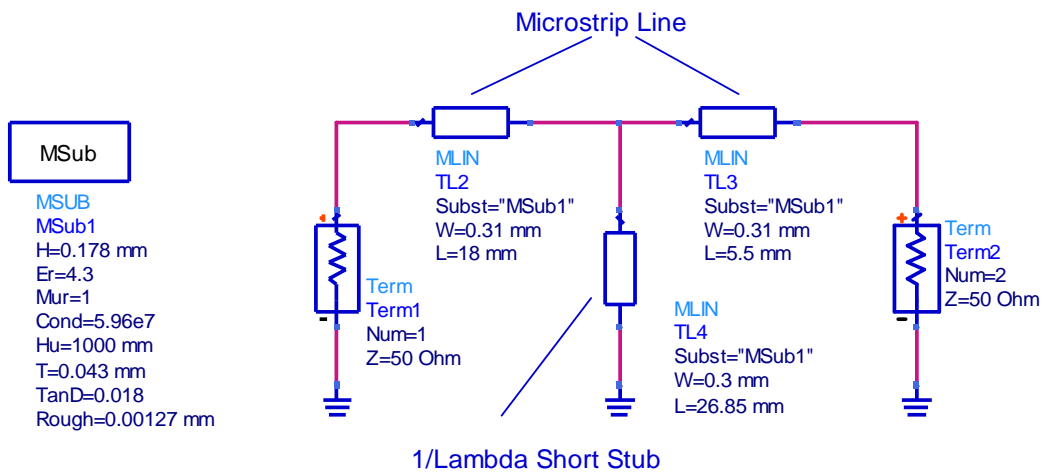 Microstrip Line
MSub
MSUB
MSub1
H=0.178 mm
Er=4.3
Mur=1
Cond=5.96e7
Hu=1000 mm
T=0.043 mm
TanD=0.018
Rough=0.00127 mm
MLIN
TL2
Subst="MSub1"
W=0.31 mm
L=18 mm
MLIN
TL3
Subst="MSub1"
W=0.31 mm
L=5.5 mm
Term
Term1
Num=1
Z=50 Ohm
MLIN
TL4
Subst="MSub1"
W=0.3 mm
L=26.85 mm
Term
Term2
Num=2
Z=50 Ohm
1/Lambda Short Stub